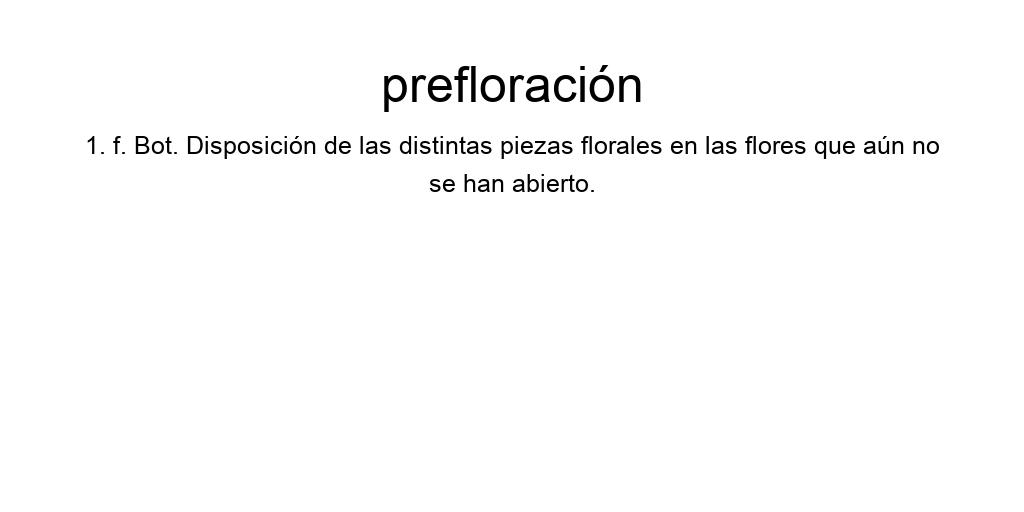 prefloración
1. f. Bot. Disposición de las distintas piezas florales en las flores que aún no
se han abierto.